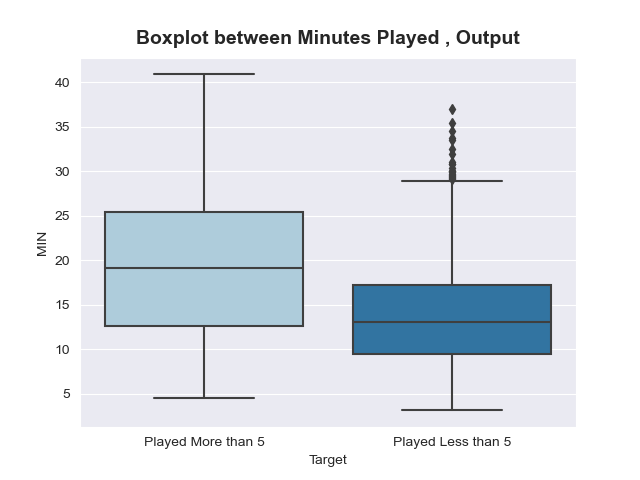 Boxplot between Minutes Played , Output
40
35
30
25
20
15
10
5
MIN
Played More than 5
Played Less than 5
Target